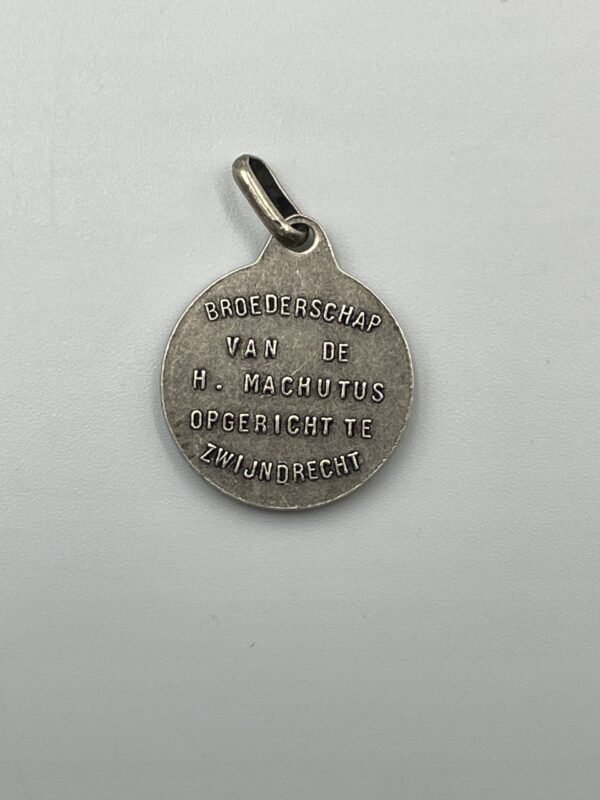 BROEDERSCHAP
VAN DE
H. MACHUTUS
OPGERICHT TE
ZWIJNDRECHT